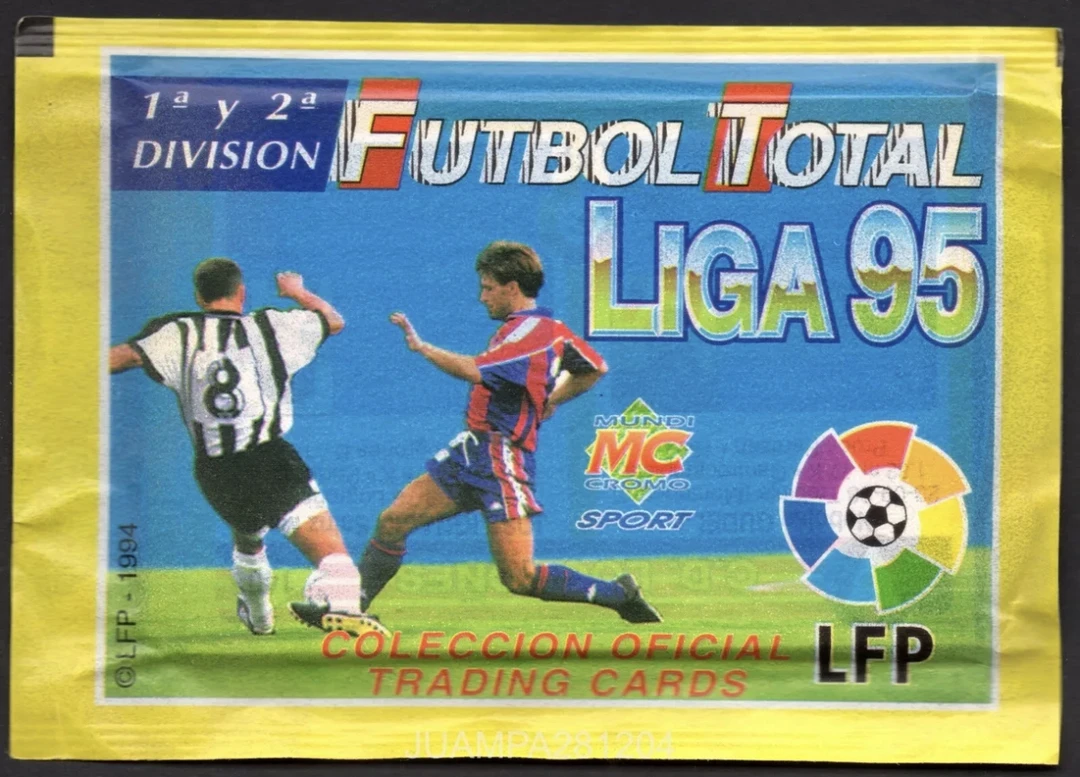 1ª y 2ª
DIVISION
FUTBOL TOTAL
LIGA 95
8
MUNDI
MC
CROMO
SPORT
LFP
© LFP - 1994
COLECCION OFICIAL
TRADING CARDS
JUAMPA281204